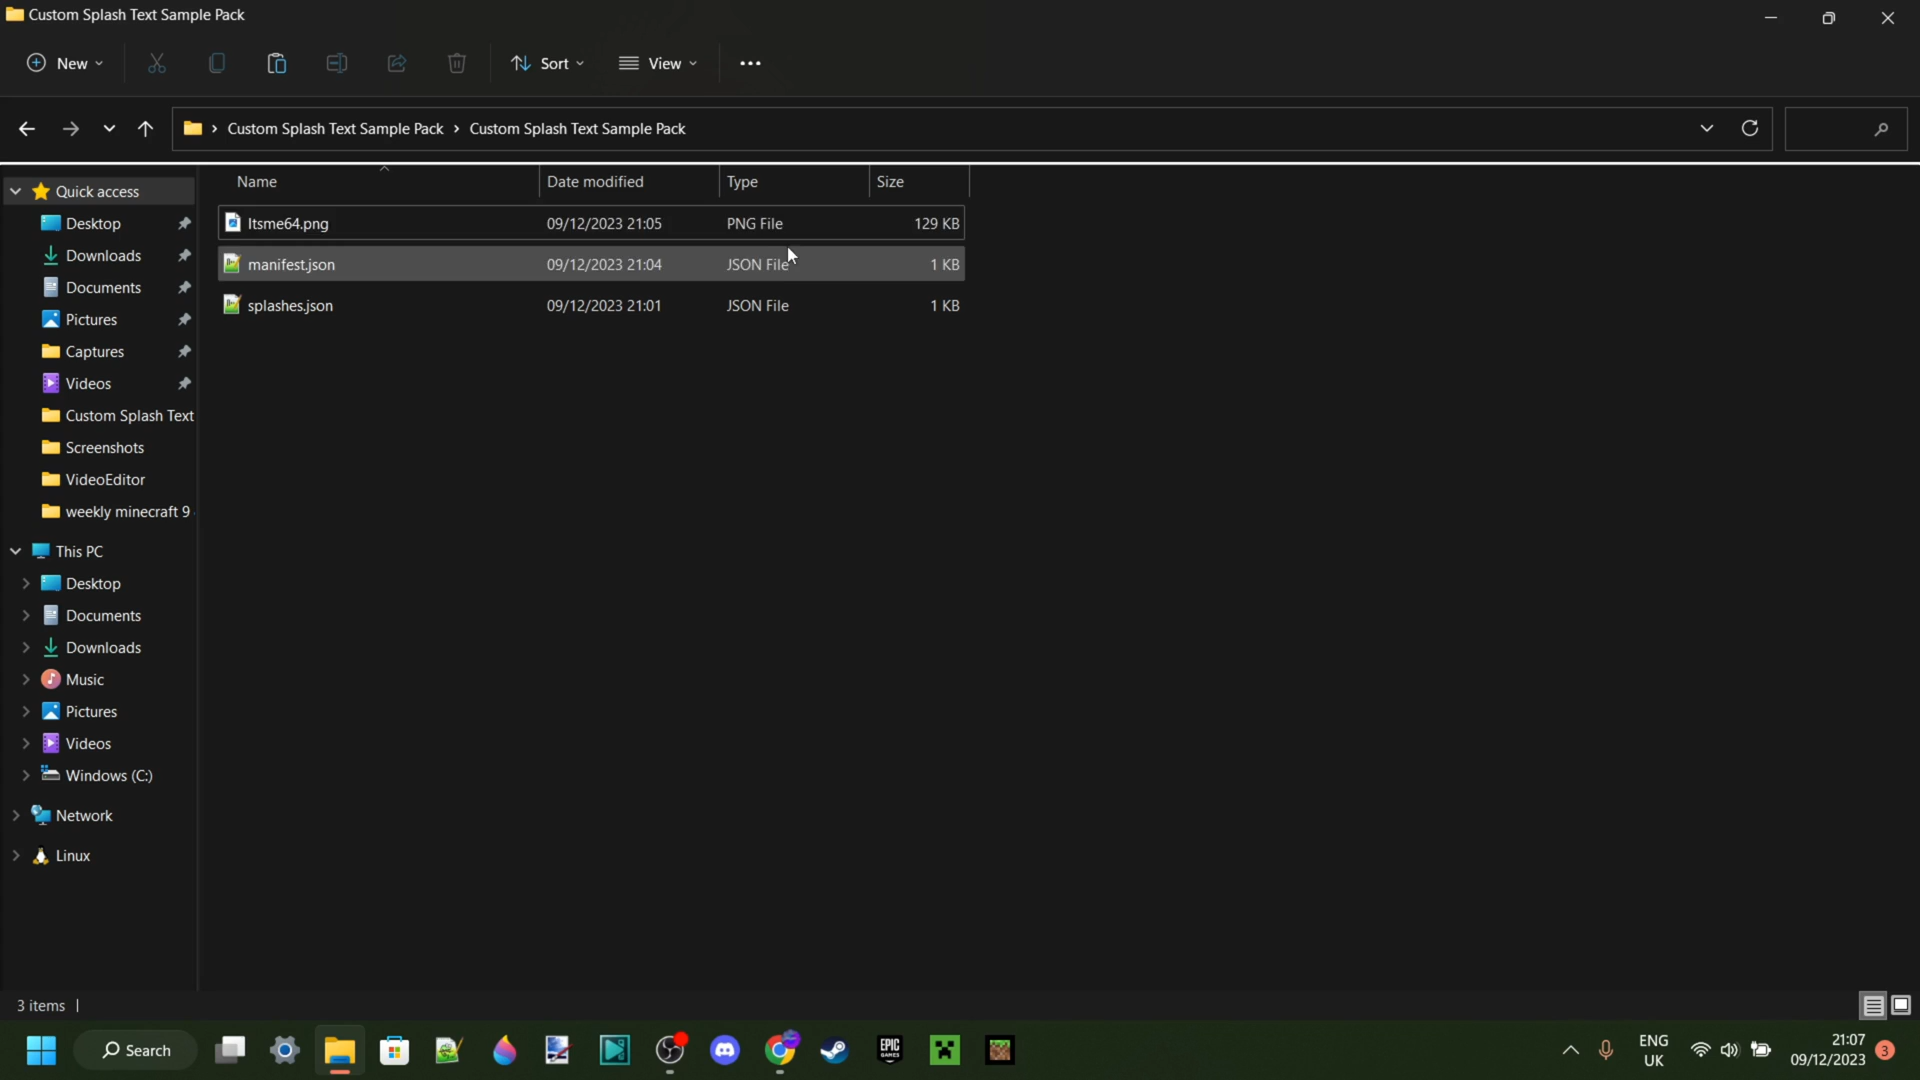 Custom Splash Text Sample Pack
New
Sort
View
Custom Splash Text Sample Pack > Custom Splash Text Sample Pack
Name Date modified Type Size
Itsme64.png 09/12/2023 21:05 PNG File 129 KB
manifest.json 09/12/2023 21:04 JSON File 1 KB
splashes.json 09/12/2023 21:01 JSON File 1 KB
Quick access
Desktop
Downloads
Documents
Pictures
Captures
Videos
Custom Splash Text
Screenshots
VideoEditor
weekly minecraft 9
This PC
Desktop
Documents
Downloads
Music
Pictures
Videos
Windows (C:)
Network
Linux
3 items
Search
EPIC
GAMES
ENG
UK
21:07
09/12/2023
3